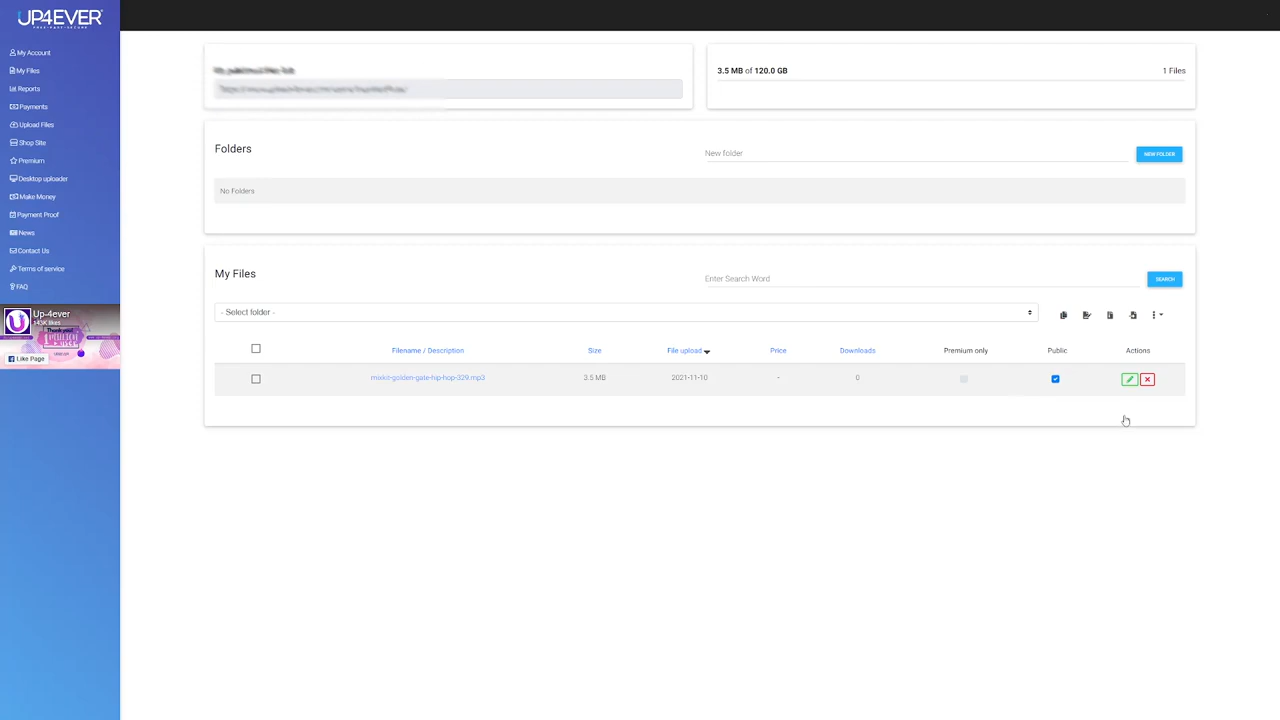 UP4EVER
My Account
My Files
Reports
Payments
Upload Files
Shop Site
Premium
Desktop uploader
Make Money
Payment Proof
News
Contact Us
Terms of service
FAQ
Up-4ever
143K likes
Thank you!
Like Page
3.5 MB of 120.0 GB
1 Files
Folders
New folder
NEW FOLDER
No Folders
My Files
Enter Search Word
SEARCH
- Select folder -
Filename / Description Size File upload Price Downloads Premium only Public Actions
mixkit-golden-gate-hip-hop-329.mp3 3.5 MB 2021-11-10 - 0